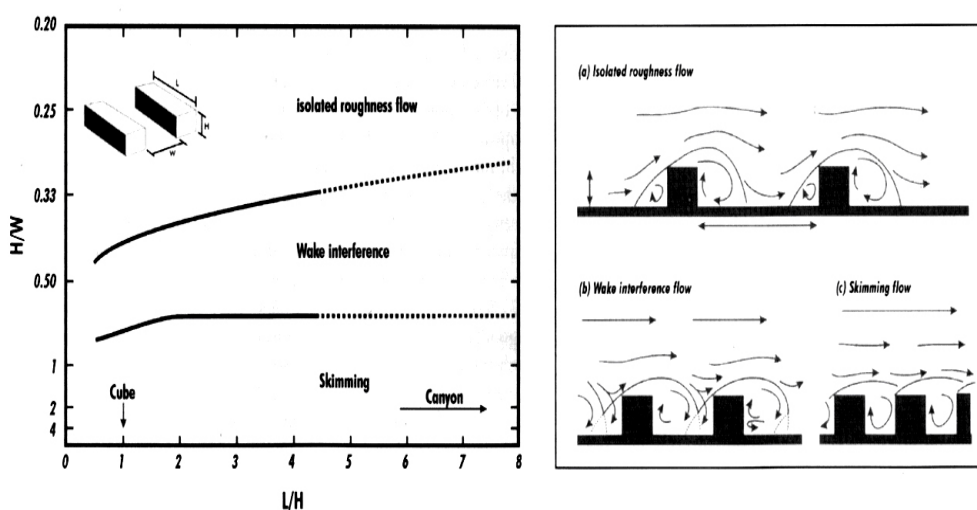 0.20
0.25
0.33
0.50
1
2
4
H/W
L
H
W
isolated roughness flow
Wake interference
Skimming
Cube
Canyon
0 1 2 3 4 5 6 7 8
L/H
(a) Isolated roughness flow
(b) Wake interference flow
(c) Skimming flow